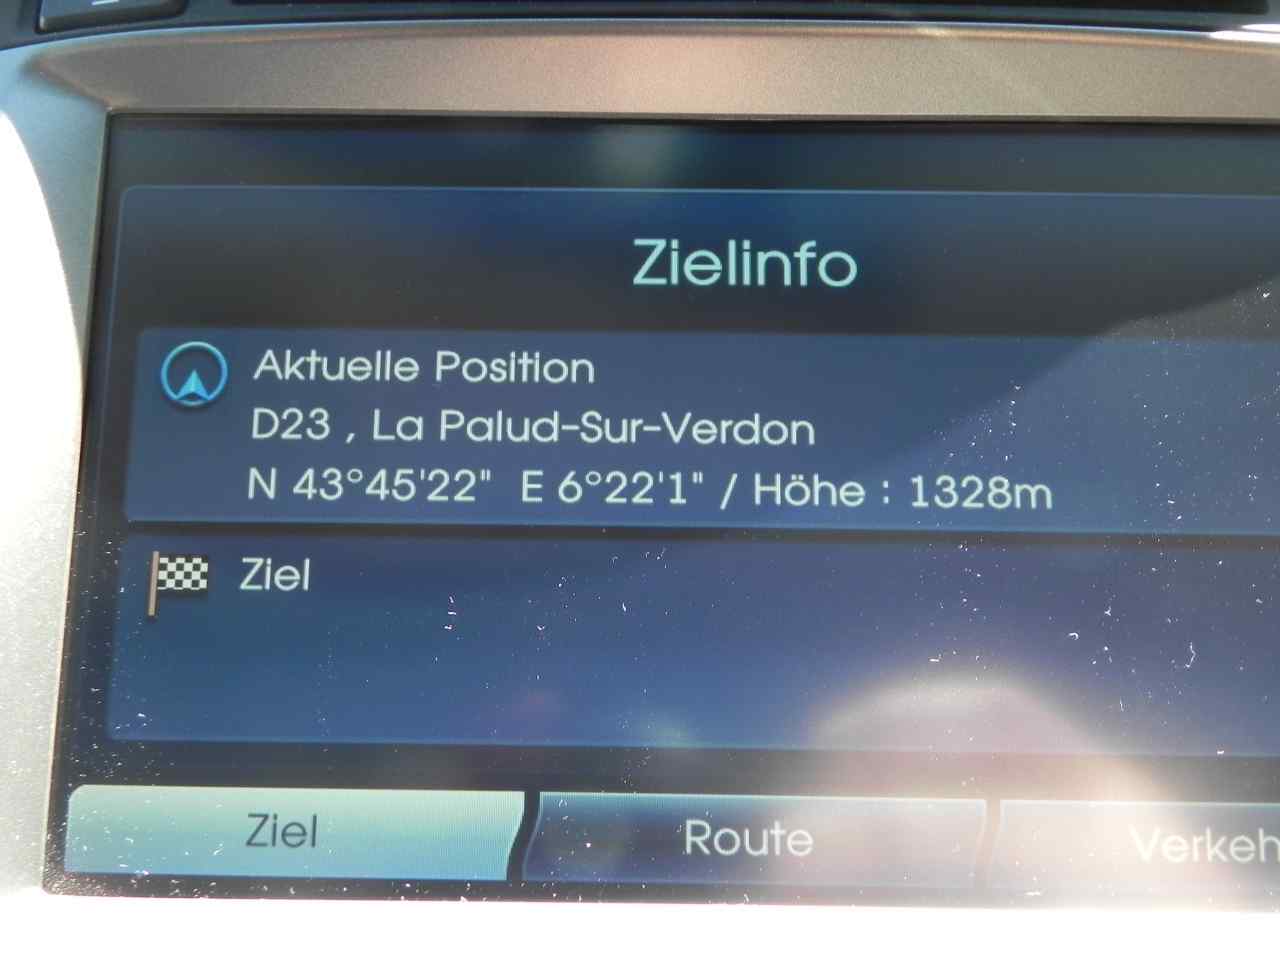 Zielinfo
Aktuelle Position
D23 , La Palud-Sur-Verdon
N 43°45'22" E 6°22'1" / Höhe : 1328m
Ziel
Ziel Route Verkeh